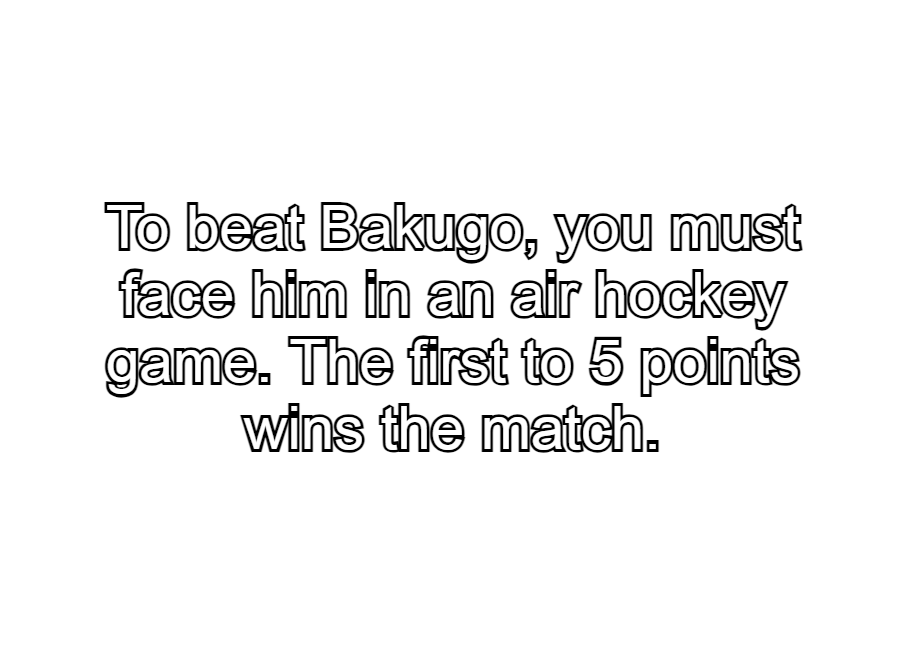 To beat Bakugo, you must
face him in an air hockey
game. The first to 5 points
wins the match.